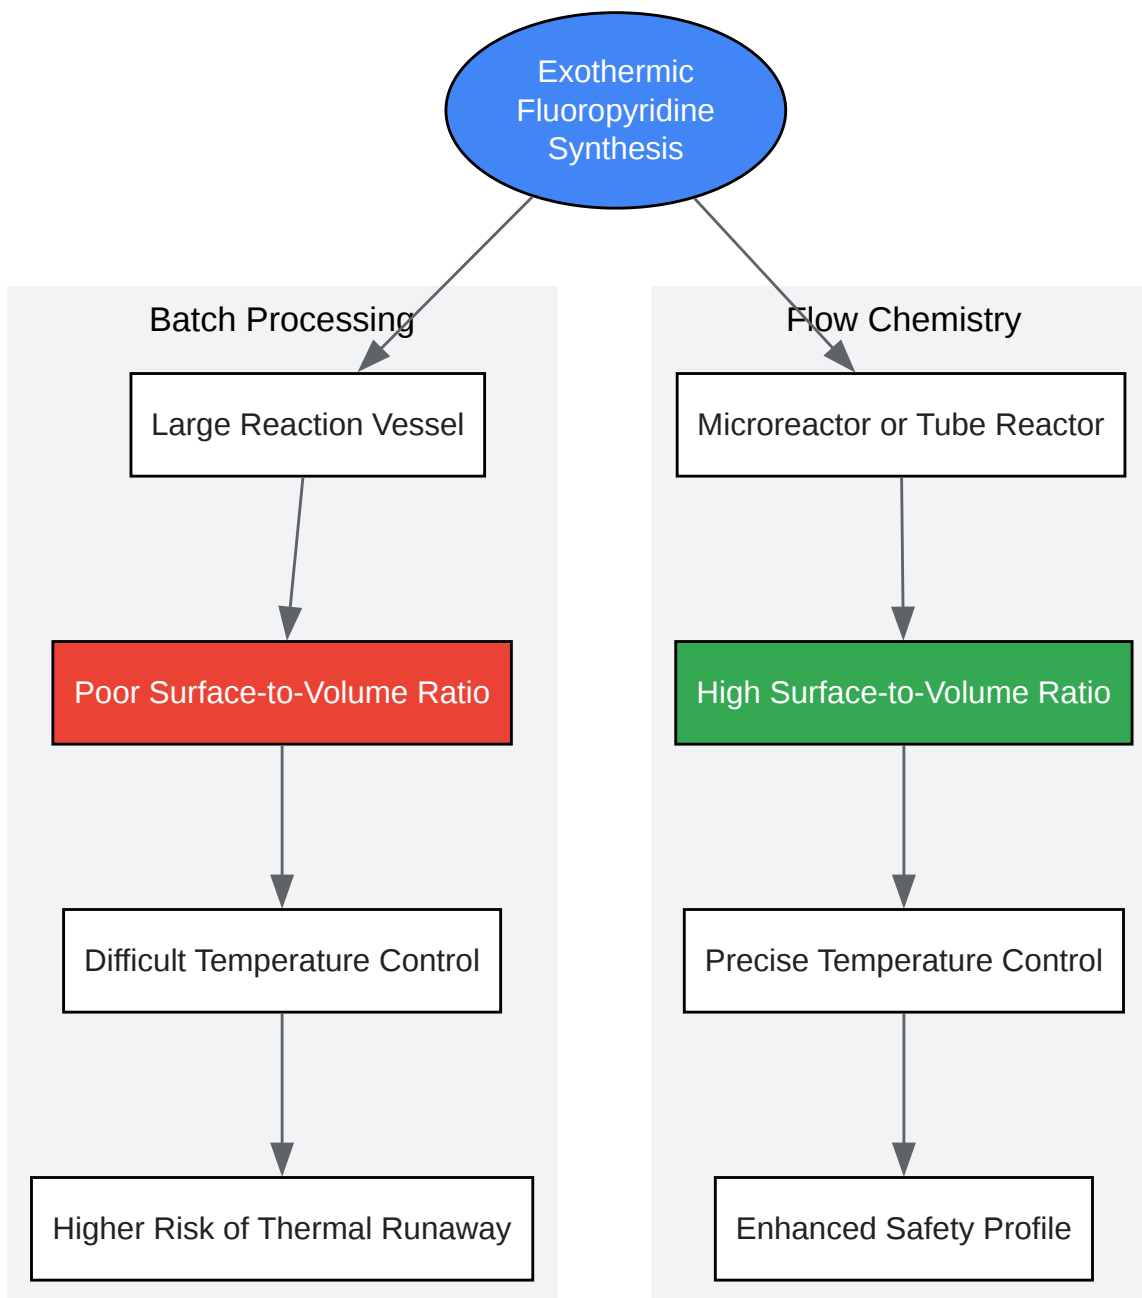 Exothermic
Fluoropyridine
Synthesis
Batch Processing
Large Reaction Vessel
Poor Surface-to-Volume Ratio
Difficult Temperature Control
Higher Risk of Thermal Runaway
Flow Chemistry
Microreactor or Tube Reactor
High Surface-to-Volume Ratio
Precise Temperature Control
Enhanced Safety Profile